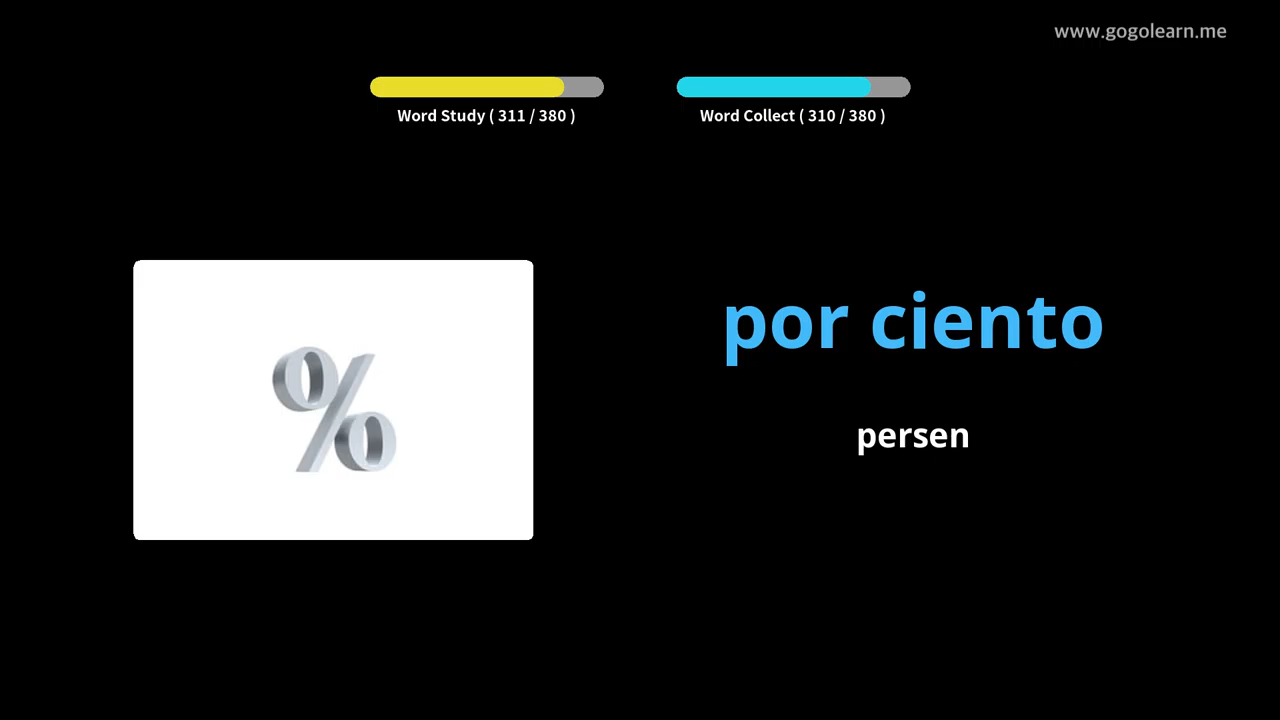 www.gogolearn.me
Word Study ( 311 / 380 )
Word Collect ( 310 / 380 )
%
por ciento
persen